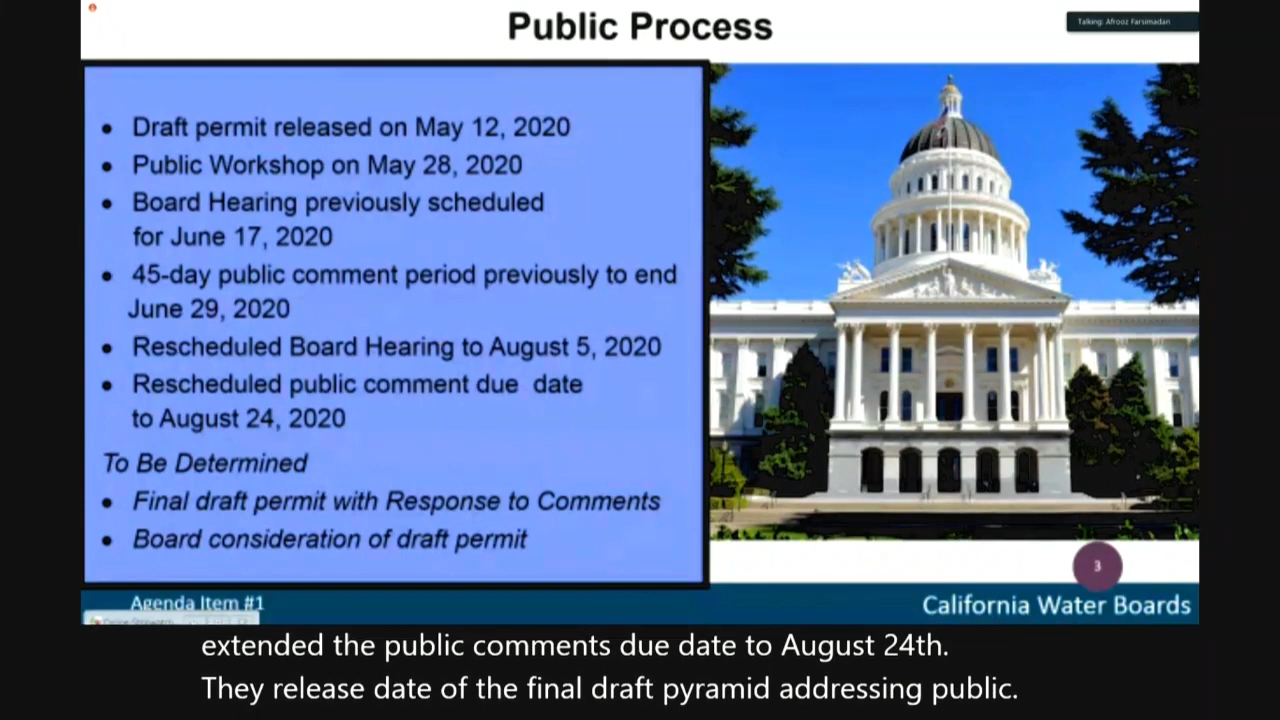 Public Process
Talking: Afrooz Farsimadan
• Draft permit released on May 12, 2020
• Public Workshop on May 28, 2020
• Board Hearing previously scheduled
for June 17, 2020
• 45-day public comment period previously to end
June 29, 2020
• Rescheduled Board Hearing to August 5, 2020
• Rescheduled public comment due date
to August 24, 2020
To Be Determined
• Final draft permit with Response to Comments
• Board consideration of draft permit
3
Agenda Item #1
California Water Boards
extended the public comments due date to August 24th.
They release date of the final draft pyramid addressing public.